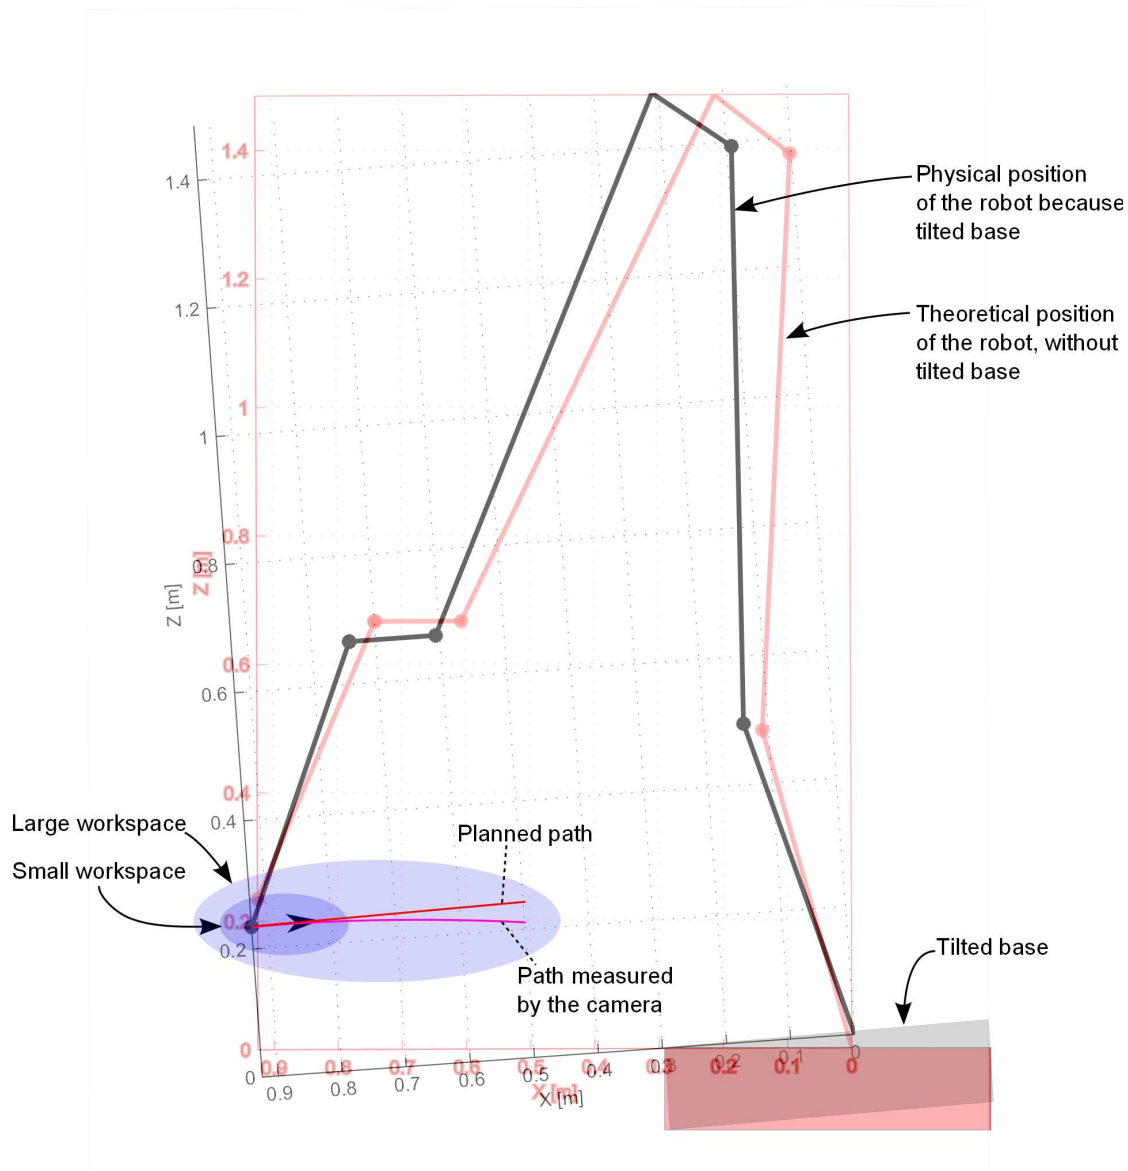 1.4
1.4
Physical position
of the robot because
tilted base
1.2
1.2
Theoretical position
of the robot, without
tilted base
1
1
0.8
0.8
Z [m]
Z [m]
0.6
0.6
0.4
0.4
Large workspace
Planned path
Small workspace
0.2
0.2
Tilted base
Path measured
by the camera
0
0.9
0.8
0.7
0.6
0.5
0.4
0.3
0.2
0.1
0
0
0.9
0.8
0.7
0.6
0.5
0.4
0.3
0.2
0.1
0
X [m]
X [m]